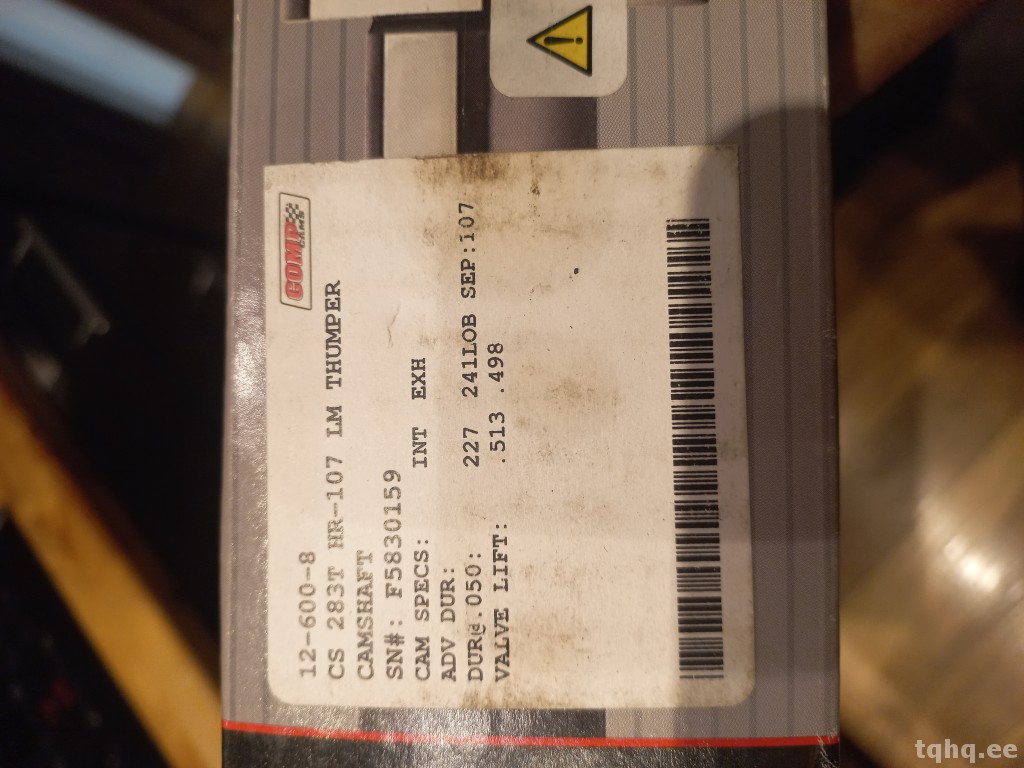 COMP
CAMS
12-600-8
CS 283T HR-107 LM THUMPER
CAMSHAFT
SN#: F5830159
CAM SPECS: INT EXH
ADV DUR:
DUR@.050: 227 241LOB SEP:107
VALVE LIFT: .513 .498
tqhq.ee